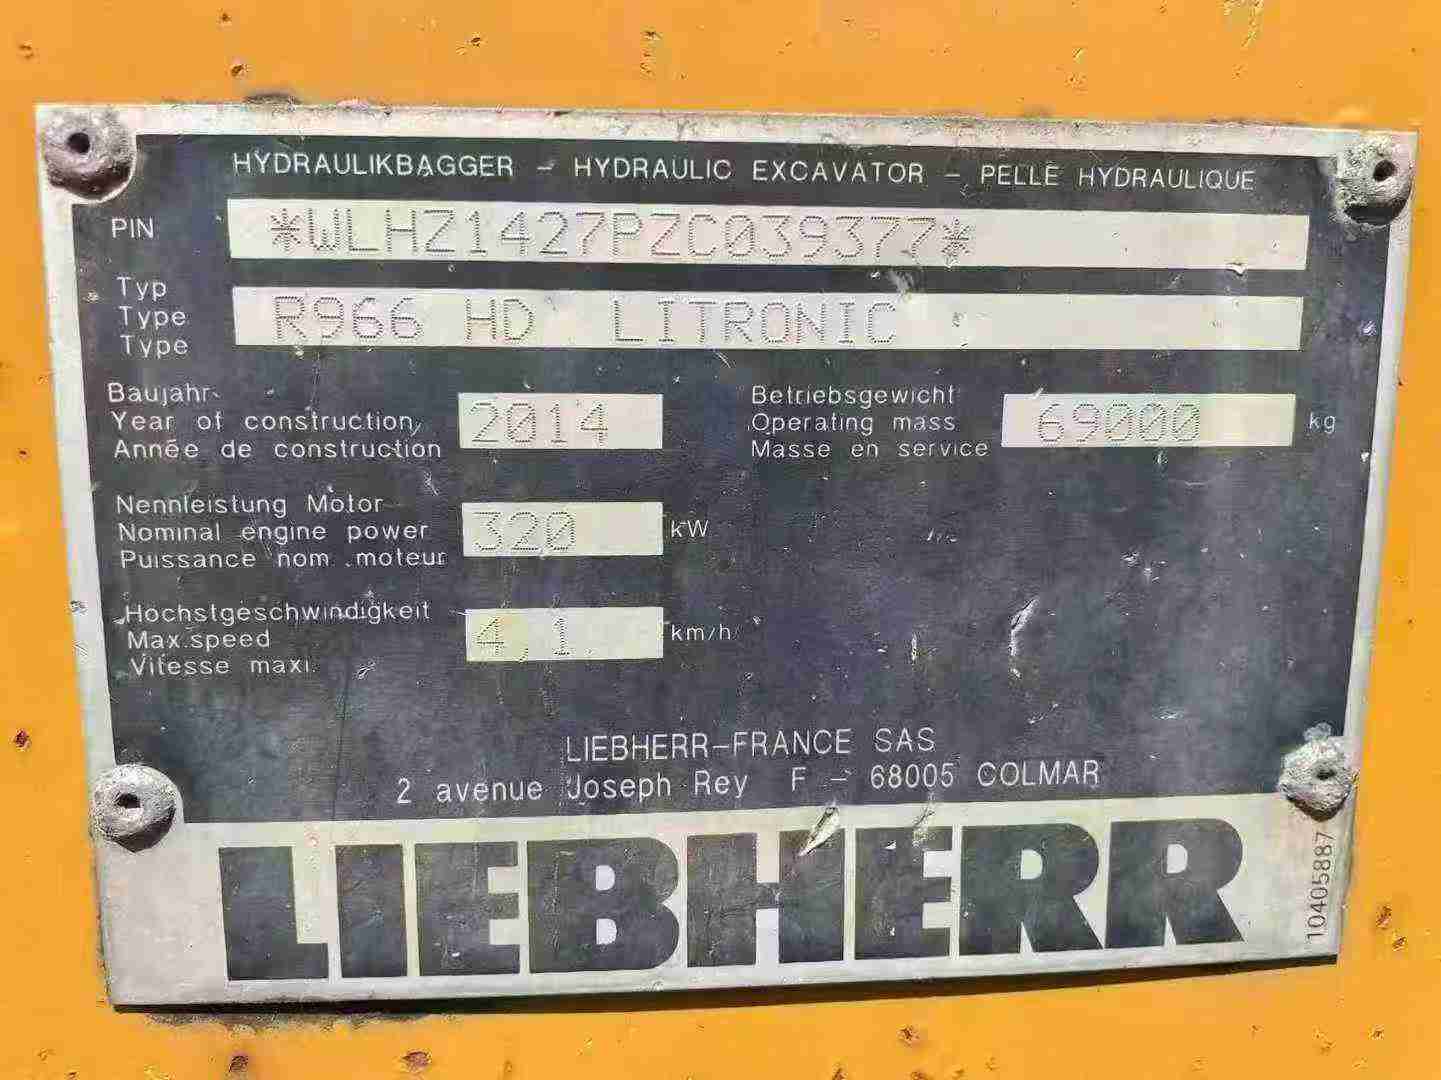 HYDRAULIKBAGGER - HYDRAULIC EXCAVATOR - PELLE HYDRAULIQUE
PIN *WLHZ1427PZC039377*
Typ
Type R966 HD LITRONIC
Type
Baujahr
Year of construction 2014
Année de construction
Betriebsgewicht
Operating mass 69000 kg
Masse en service
Nennleistung Motor
Nominal engine power 320 kW
Puissance nom. moteur
Höchstgeschwindigkeit
Max.speed 4,1 km/h
Vitesse maxi.
LIEBHERR-FRANCE SAS
2 avenue Joseph Rey F - 68005 COLMAR
LIEBHERR
10405887